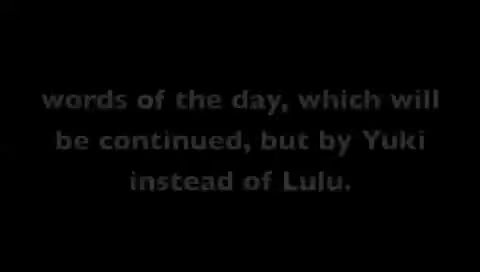 words of the day, which will
be continued, but by Yuki
instead of Lulu.